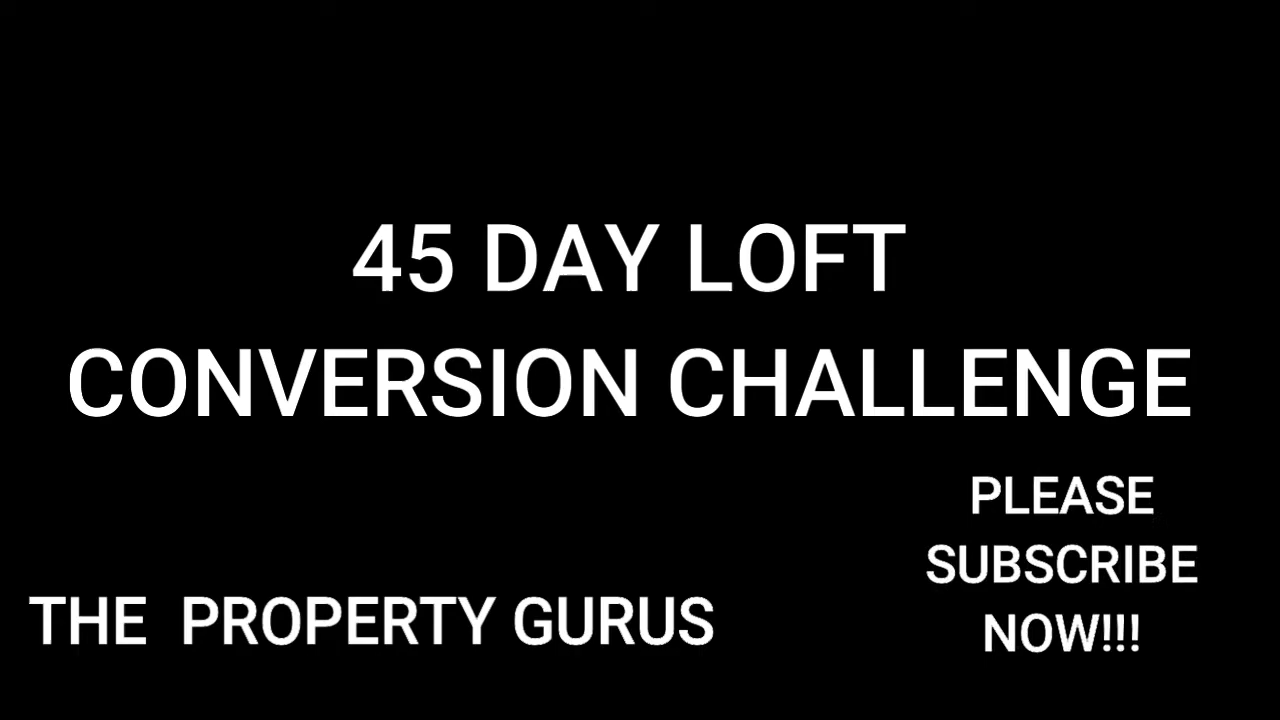 45 DAY LOFT
CONVERSION CHALLENGE
THE PROPERTY GURUS
PLEASE
SUBSCRIBE
NOW!!!